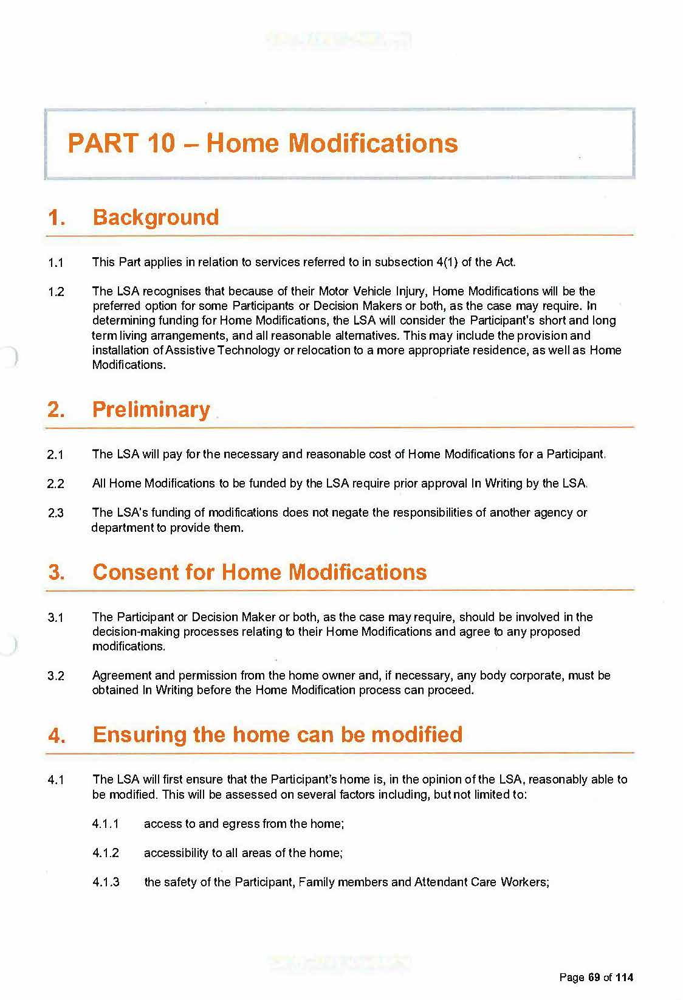 PART 10 – Home Modifications
1. Background
1.1 This Part applies in relation to services referred to in subsection 4(1) of the Act.
1.2 The LSA recognises that because of their Motor Vehicle Injury, Home Modifications will be the
preferred option for some Participants or Decision Makers or both, as the case may require. In
determining funding for Home Modifications, the LSA will consider the Participant's short and long
term living arrangements, and all reasonable alternatives. This may include the provision and
installation of Assistive Technology or relocation to a more appropriate residence, as well as Home
Modifications.
2. Preliminary
2.1 The LSA will pay for the necessary and reasonable cost of Home Modifications for a Participant.
2.2 All Home Modifications to be funded by the LSA require prior approval In Writing by the LSA.
2.3 The LSA's funding of modifications does not negate the responsibilities of another agency or
department to provide them.
3. Consent for Home Modifications
3.1 The Participant or Decision Maker or both, as the case may require, should be involved in the
decision-making processes relating to their Home Modifications and agree to any proposed
modifications.
3.2 Agreement and permission from the home owner and, if necessary, any body corporate, must be
obtained In Writing before the Home Modification process can proceed.
4. Ensuring the home can be modified
4.1 The LSA will first ensure that the Participant's home is, in the opinion of the LSA, reasonably able to
be modified. This will be assessed on several factors including, but not limited to:
4.1.1 access to and egress from the home;
4.1.2 accessibility to all areas of the home;
4.1.3 the safety of the Participant, Family members and Attendant Care Workers;
Page 69 of 114